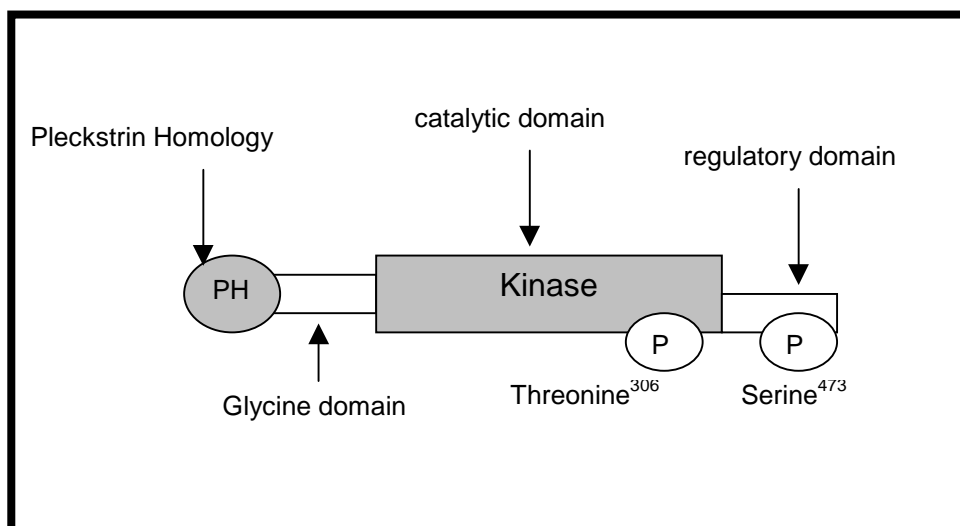 catalytic domain
Pleckstrin Homology
regulatory domain
PH
Kinase
P
P
Threonine³⁰⁶
Serine⁴⁷³
Glycine domain